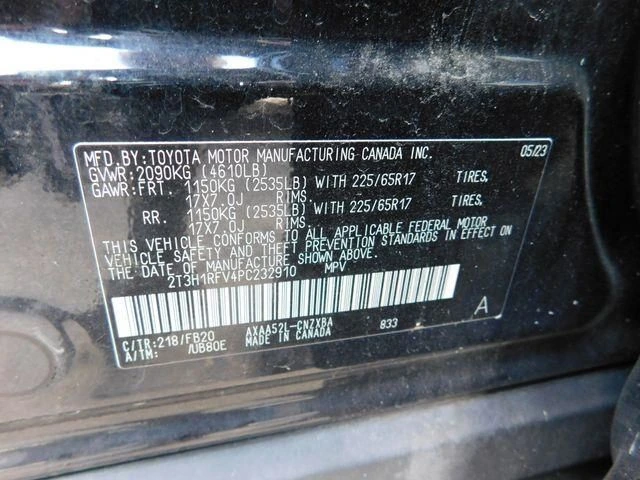 MFD.BY:TOYOTA MOTOR MANUFACTURING CANADA INC. 05/23
GVWR:2090KG (4610LB)
GAWR:FRT. 1150KG (2535LB) WITH 225/65R17 TIRES.
17X7.0J RIMS.
RR. 1150KG (2535LB) WITH 225/65R17 TIRES.
17X7.0J RIMS.
THIS VEHICLE CONFORMS TO ALL APPLICABLE FEDERAL MOTOR
VEHICLE SAFETY AND THEFT PREVENTION STANDARDS IN EFFECT ON
THE DATE OF MANUFACTURE SHOWN ABOVE.
2T3H1RFV4PC232910 MPV
A
C/TR:218/FB20 AXAA52L-CNZXBA 833
A/TM: /UB80E MADE IN CANADA